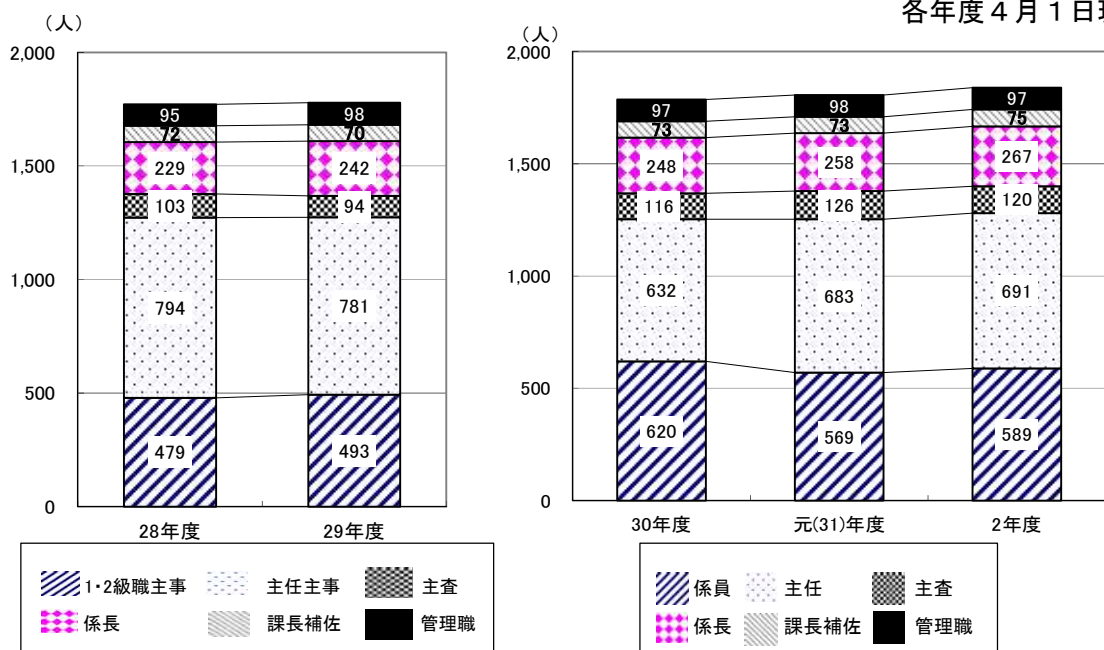 各年度４月１日現
（人）
2,000
1,500
1,000
500
0
95
72
229
103
794
479
98
70
242
94
781
493
28年度
29年度
1・2級職主事
主任主事
主査
係長
課長補佐
管理職
（人）
2,000
1,500
1,000
500
0
97
73
248
116
632
620
98
73
258
126
683
569
97
75
267
120
691
589
30年度
元(31)年度
2年度
係員
主任
主査
係長
課長補佐
管理職